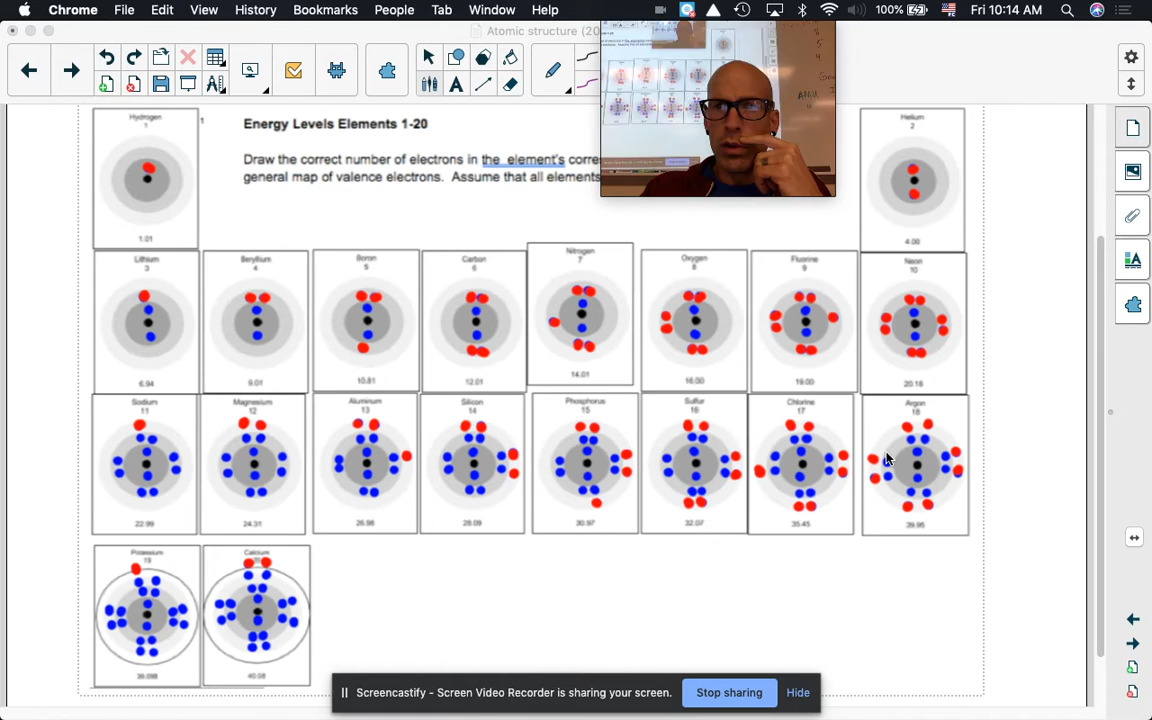 Chrome File Edit View History Bookmarks People Tab Window Help 100% Fri 10:14 AM
Atomic structure (20
Energy Levels Elements 1-20
Draw the correct number of electrons in the element's corre
general map of valence electrons. Assume that all elements
Hydrogen
1
1
1.01
Helium
2
4.00
Lithium
3
6.94
Beryllium
4
9.01
Boron
5
10.81
Carbon
6
12.01
Nitrogen
7
14.01
Oxygen
8
16.00
Fluorine
9
19.00
Neon
10
20.18
Sodium
11
22.99
Magnesium
12
24.31
Aluminum
13
26.98
Silicon
14
28.09
Phosphorus
15
30.97
Sulfur
16
32.07
Chlorine
17
35.45
Argon
18
39.95
Potassium
19
39.098
Calcium
40.08
Screencastify - Screen Video Recorder is sharing your screen. Stop sharing Hide